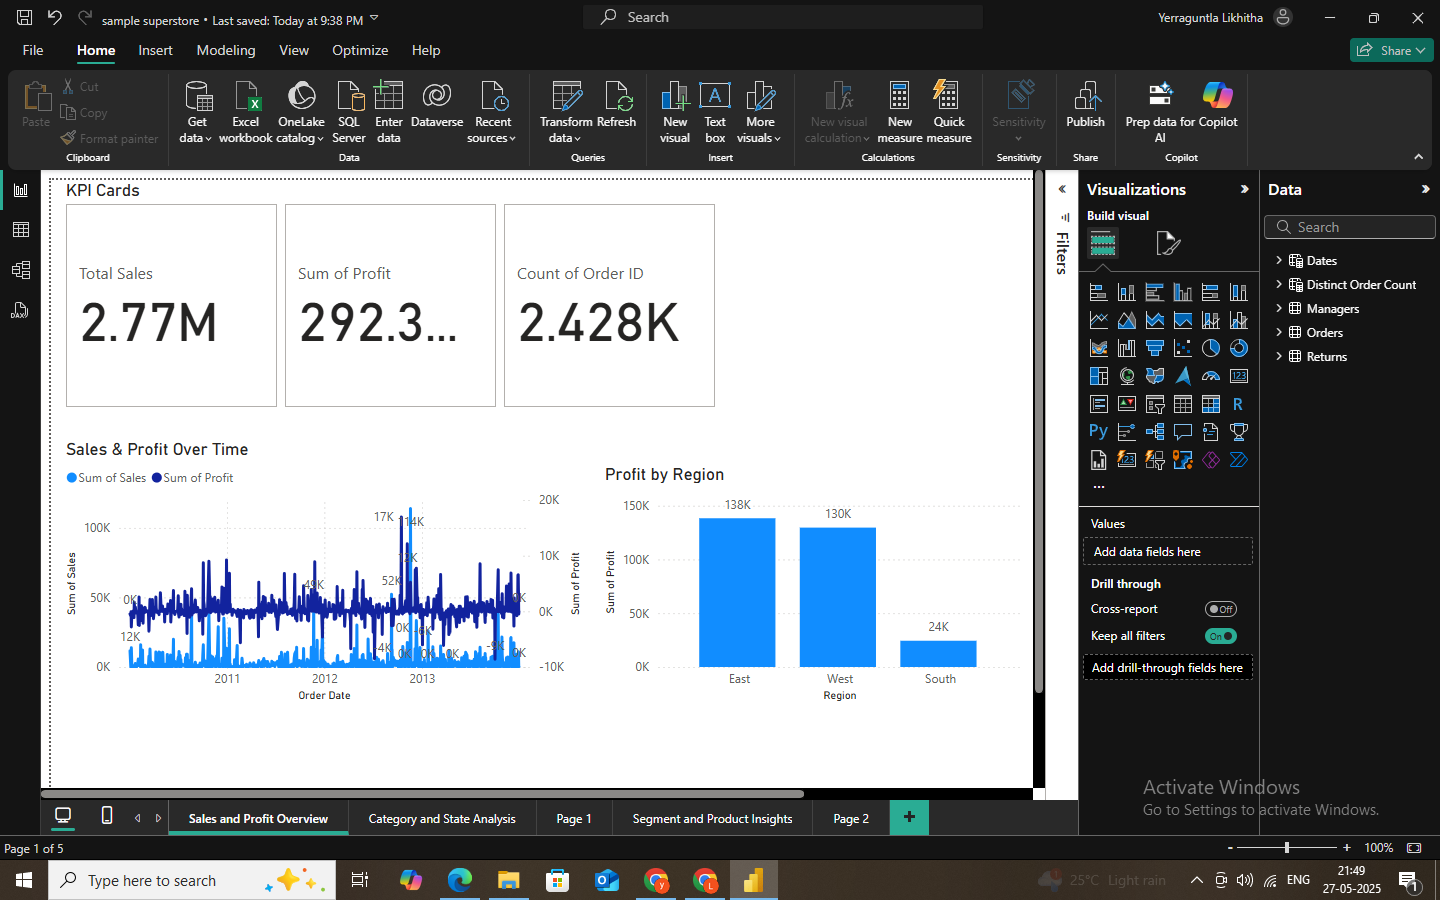 sample superstore • Last saved: Today at 9:38 PM
Search
Yerraguntla Likhitha
File Home Insert Modeling View Optimize Help
Share
Paste
Cut
Copy
Format painter
Clipboard
Get data
Excel workbook
OneLake catalog
SQL Server
Enter data
Dataverse
Recent sources
Data
Transform data
Refresh
Queries
New visual
Text box
More visuals
Insert
New visual calculation
New measure
Quick measure
Calculations
Sensitivity
Sensitivity
Publish
Share
Prep data for AI
Copilot
Copilot
KPI Cards
Total Sales
2.77M
Sum of Profit
292.3...
Count of Order ID
2.428K
Sales & Profit Over Time
Sum of Sales Sum of Profit
Sum of Sales
100K
50K
0K
20K
10K
0K
-10K
Sum of Profit
17K
114K
12K
49K
52K
0K
12K
0K
-4K
0K
0K
0K
-9K
0K
2011 2012 2013
Order Date
Profit by Region
Sum of Profit
150K
100K
50K
0K
138K
130K
24K
East West South
Region
Filters
Visualizations
Build visual
R
Py
123
...
Values
Add data fields here
Drill through
Cross-report
Off
Keep all filters
On
Add drill-through fields here
Data
Search
Dates
Distinct Order Count
Managers
Orders
Returns
Activate Windows
Go to Settings to activate Windows.
Sales and Profit Overview
Category and State Analysis
Page 1
Segment and Product Insights
Page 2
+
Page 1 of 5
- + 100%
Type here to search
25°C Light rain
ENG
21:49
27-05-2025
1